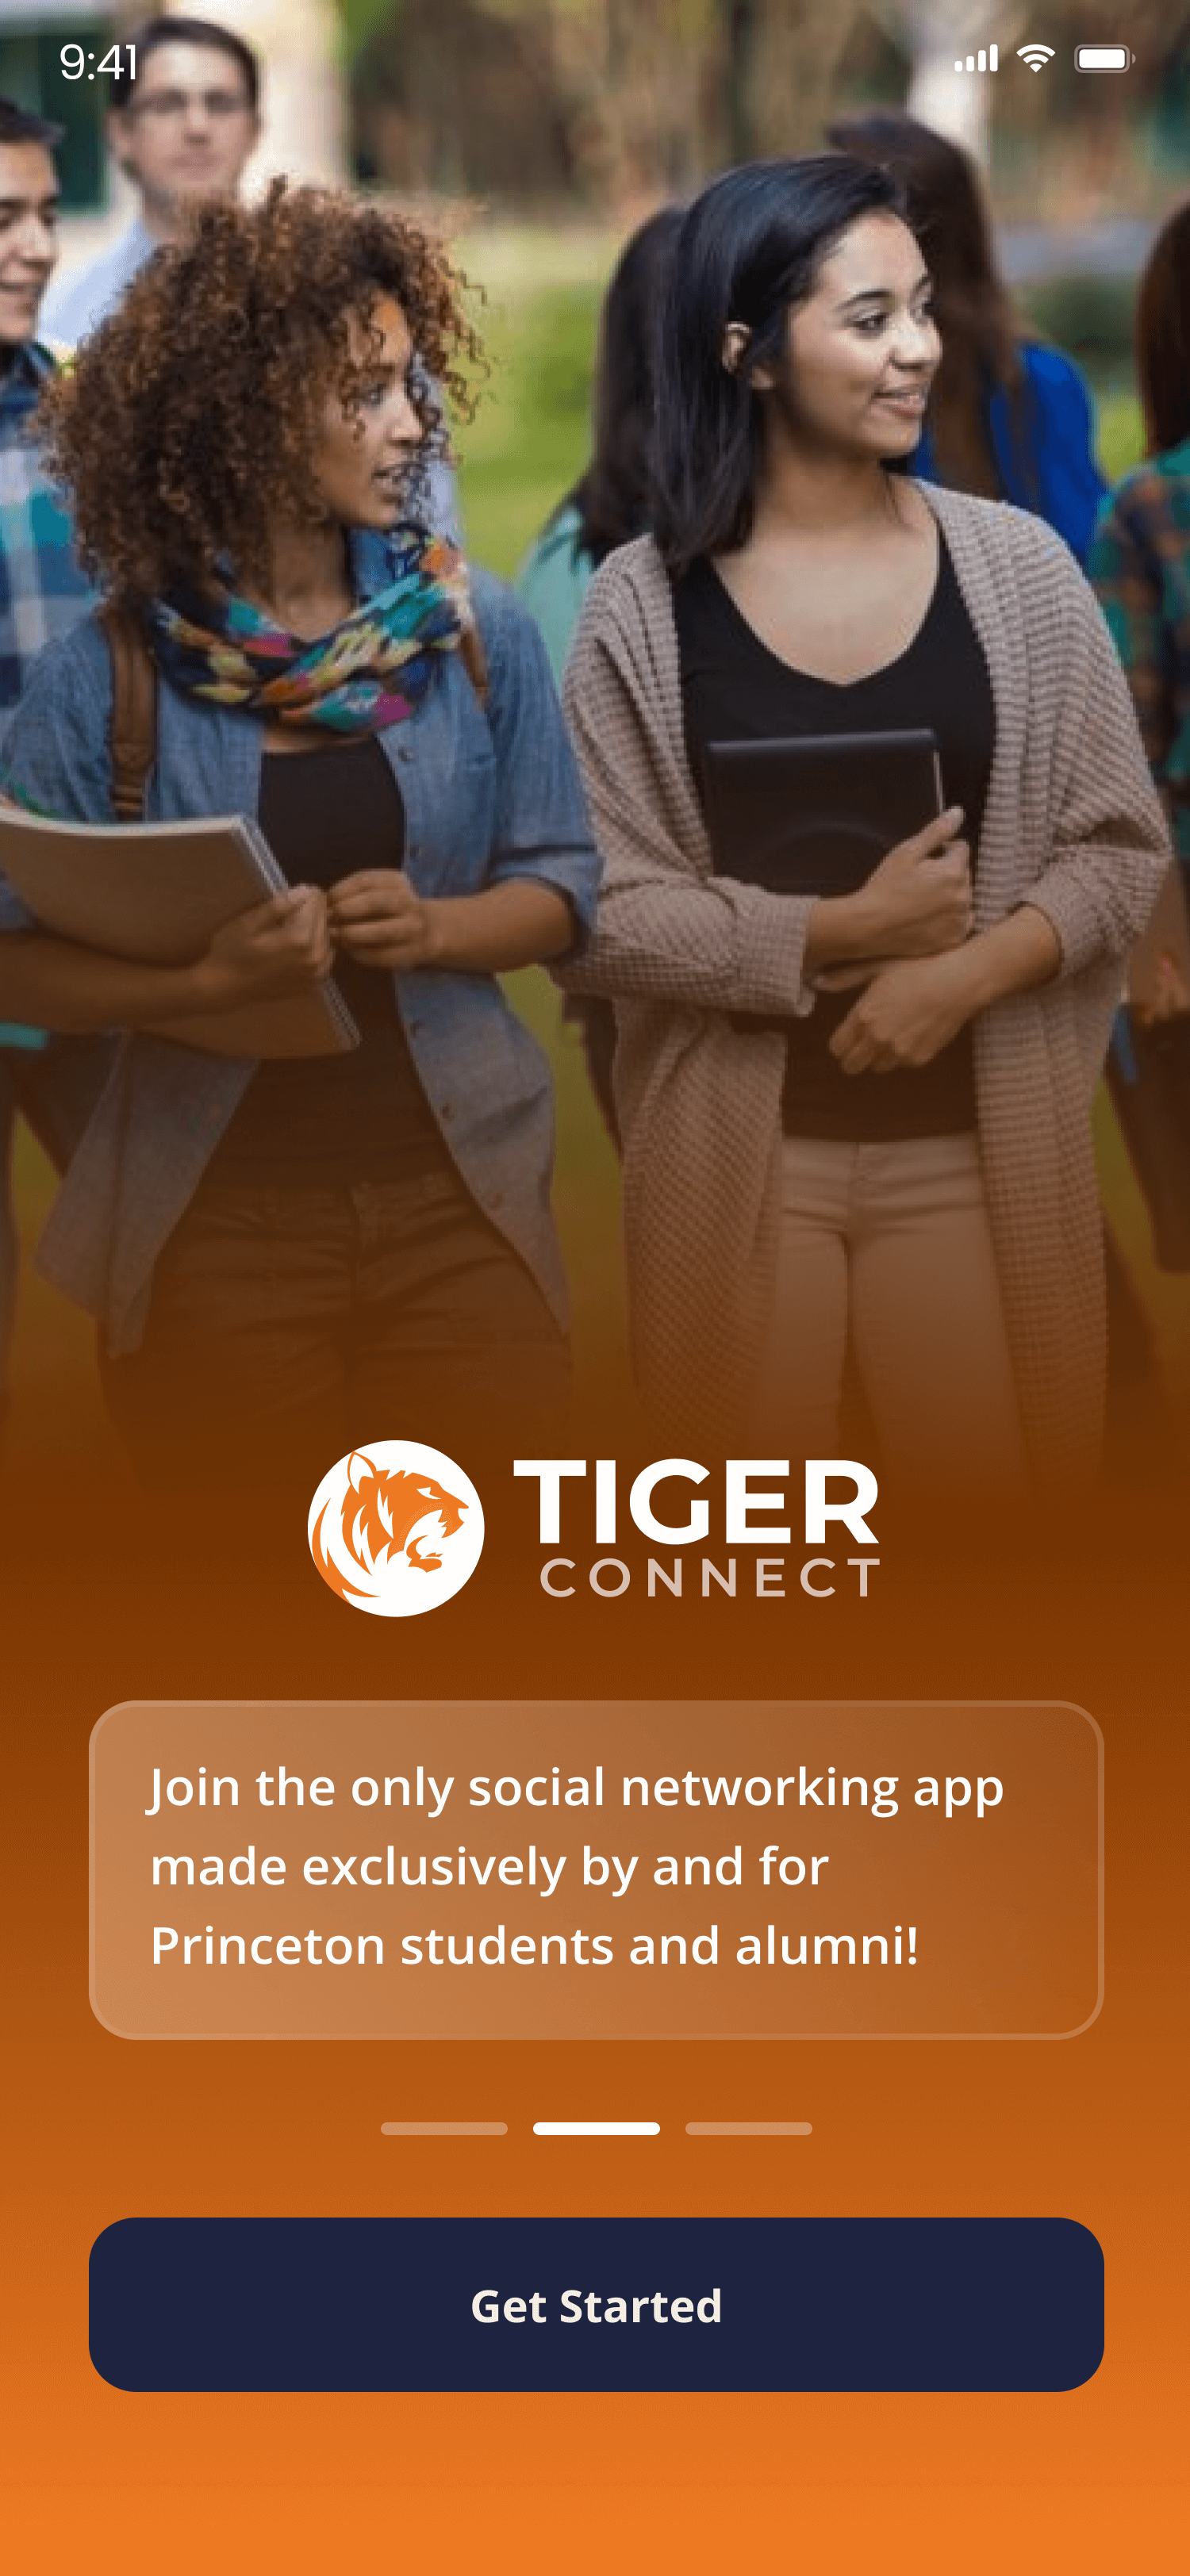 9:41
TIGER
CONNECT
Join the only social networking app
made exclusively by and for
Princeton students and alumni!
Get Started